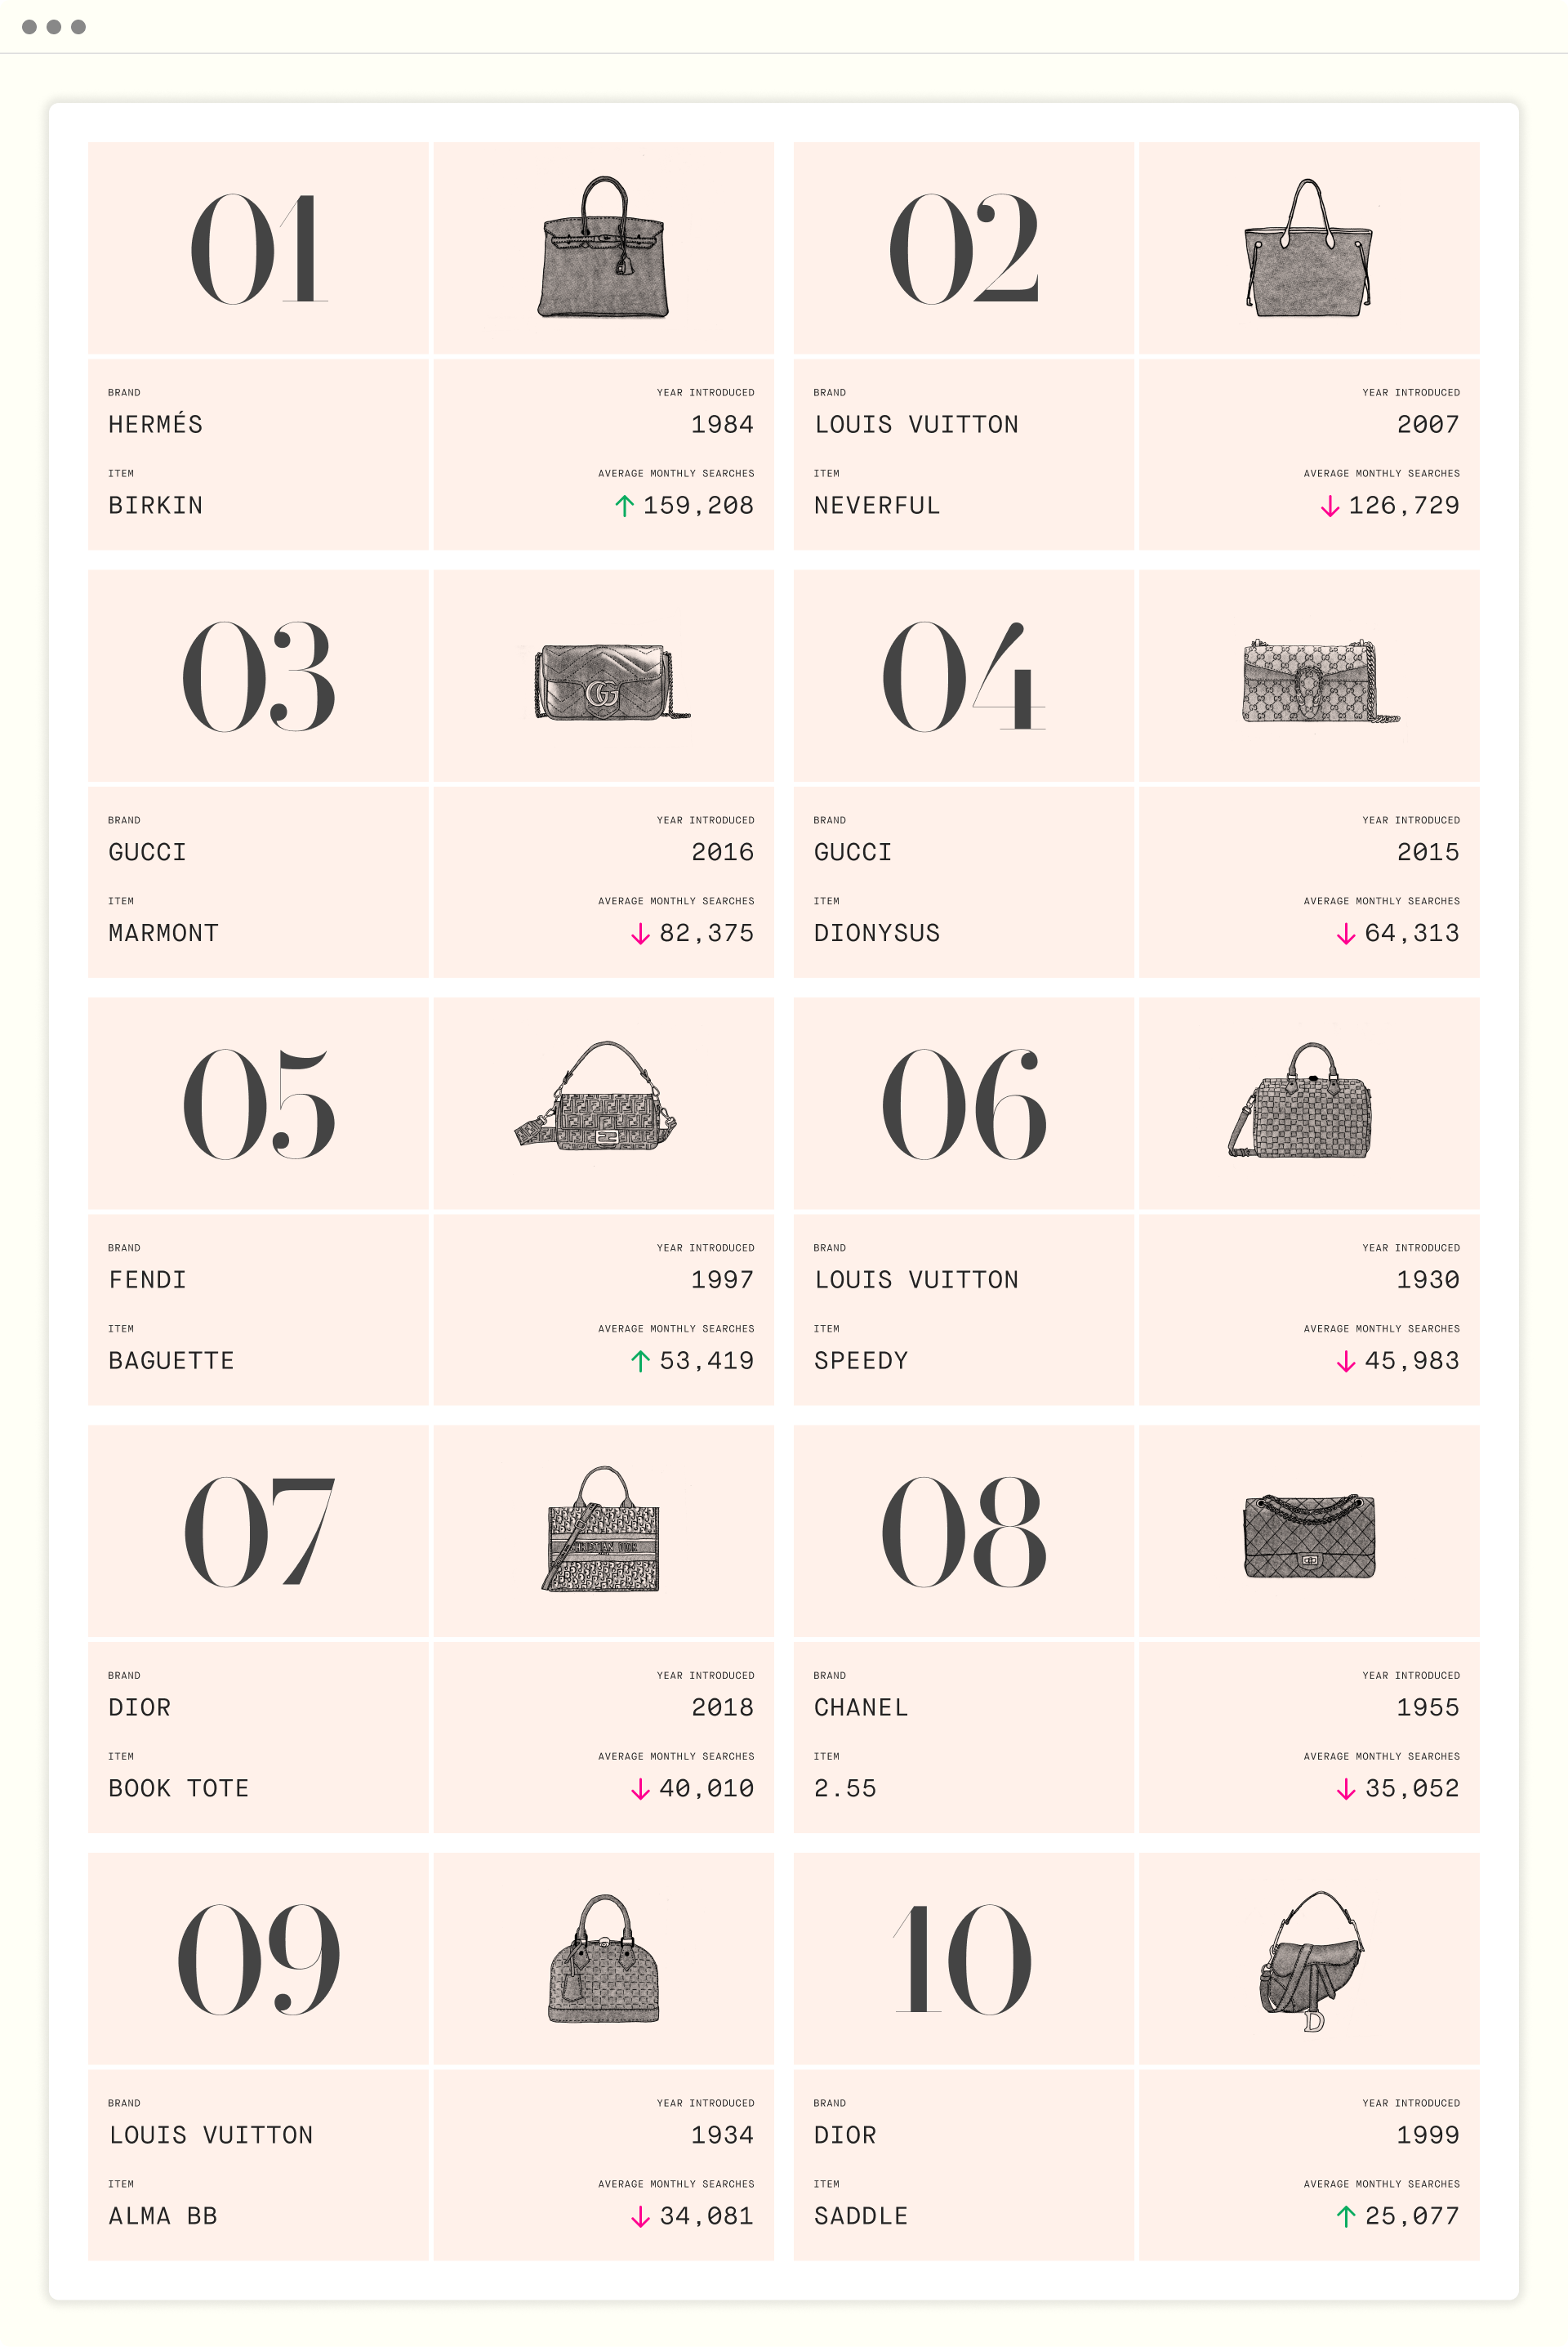 01
02
BRAND
HERMÉS
YEAR INTRODUCED
1984
ITEM
BIRKIN
AVERAGE MONTHLY SEARCHES
↑ 159,208
BRAND
LOUIS VUITTON
YEAR INTRODUCED
2007
ITEM
NEVERFUL
AVERAGE MONTHLY SEARCHES
↓ 126,729
03
GG
04
BRAND
GUCCI
YEAR INTRODUCED
2016
ITEM
MARMONT
AVERAGE MONTHLY SEARCHES
↓ 82,375
BRAND
GUCCI
YEAR INTRODUCED
2015
ITEM
DIONYSUS
AVERAGE MONTHLY SEARCHES
↓ 64,313
05
06
BRAND
FENDI
YEAR INTRODUCED
1997
ITEM
BAGUETTE
AVERAGE MONTHLY SEARCHES
↑ 53,419
BRAND
LOUIS VUITTON
YEAR INTRODUCED
1930
ITEM
SPEEDY
AVERAGE MONTHLY SEARCHES
↓ 45,983
07
CHRISTIAN DIOR
08
BRAND
DIOR
YEAR INTRODUCED
2018
ITEM
BOOK TOTE
AVERAGE MONTHLY SEARCHES
↓ 40,010
BRAND
CHANEL
YEAR INTRODUCED
1955
ITEM
2.55
AVERAGE MONTHLY SEARCHES
↓ 35,052
09
10
D
BRAND
LOUIS VUITTON
YEAR INTRODUCED
1934
ITEM
ALMA BB
AVERAGE MONTHLY SEARCHES
↓ 34,081
BRAND
DIOR
YEAR INTRODUCED
1999
ITEM
SADDLE
AVERAGE MONTHLY SEARCHES
↑ 25,077